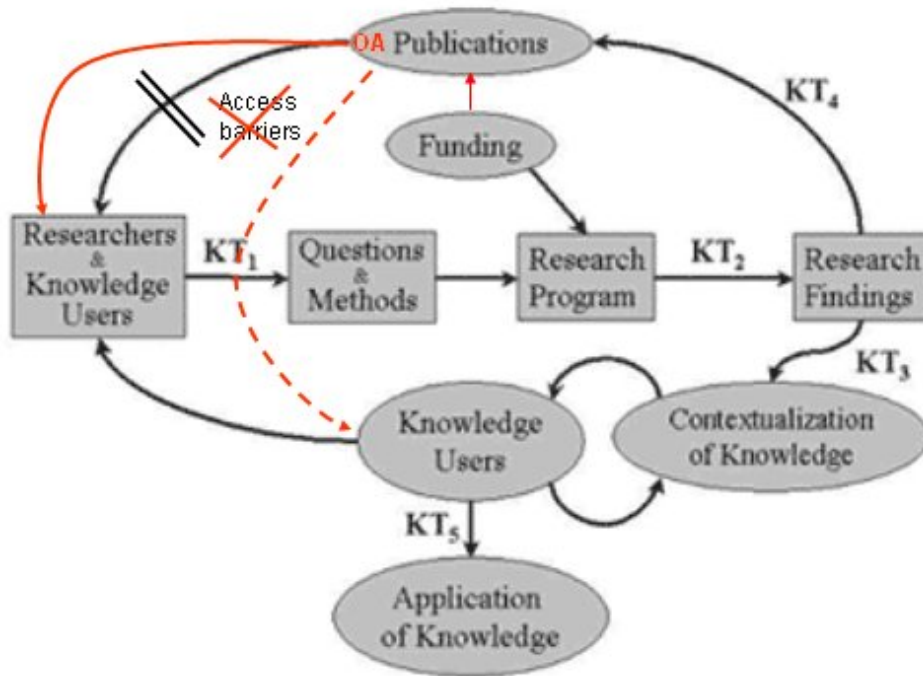 OA Publications
Access
barriers
KT4
Funding
Researchers
&
Knowledge
Users
KT1
Questions
&
Methods
Research
Program
KT2
Research
Findings
KT3
Knowledge
Users
Contextualization
of Knowledge
KT5
Application
of Knowledge